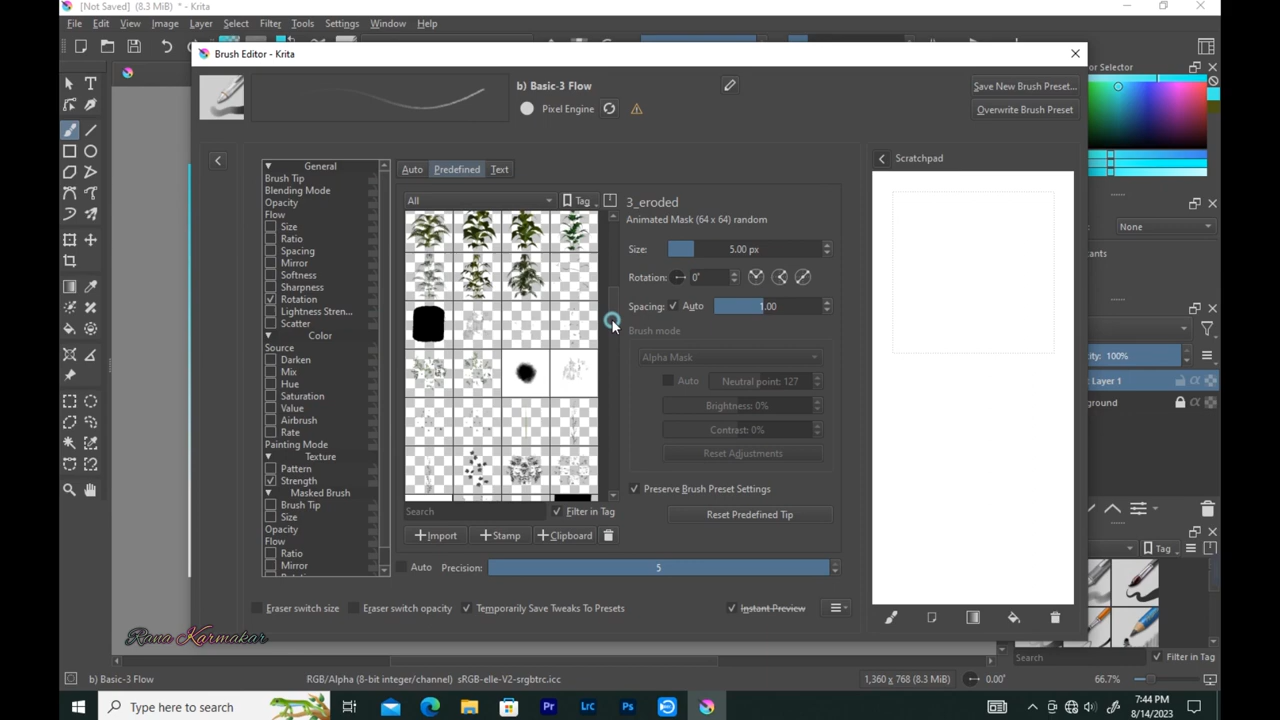 [Not Saved] (8.3 MiB) * - Krita
File Edit View Image Layer Select Filter Tools Settings Window Help
Brush Editor - Krita
b) Basic-3 Flow
Pixel Engine
Save New Brush Preset...
Overwrite Brush Preset
General
Brush Tip
Blending Mode
Opacity
Flow
Size
Ratio
Spacing
Mirror
Softness
Sharpness
Rotation
Lightness Stren...
Scatter
Color
Source
Darken
Mix
Hue
Saturation
Value
Airbrush
Rate
Painting Mode
Texture
Pattern
Strength
Masked Brush
Brush Tip
Size
Opacity
Flow
Ratio
Mirror
Auto Predefined Text
All
Tag
Search
Filter in Tag
Import Stamp Clipboard
Auto Precision: 5
3_eroded
Animated Mask (64 x 64) random
Size: 5.00 px
Rotation: 0°
Spacing: Auto 1.00
Brush mode
Alpha Mask
Auto Neutral point: 127
Brightness: 0%
Contrast: 0%
Reset Adjustments
Preserve Brush Preset Settings
Reset Predefined Tip
Eraser switch size Eraser switch opacity Temporarily Save Tweaks To Presets Instant Preview
Scratchpad
or Selector
None
tants
city: 100%
Layer 1
ground
Tag
Search
Filter in Tag
Rana Karmakar
b) Basic-3 Flow
RGB/Alpha (8-bit integer/channel) sRGB-elle-V2-srgbtrc.icc
1,360 x 768 (8.3 MiB)
0.00°
66.7%
Type here to search
Pr
Lrc
Ps
7:44 PM
8/14/2023